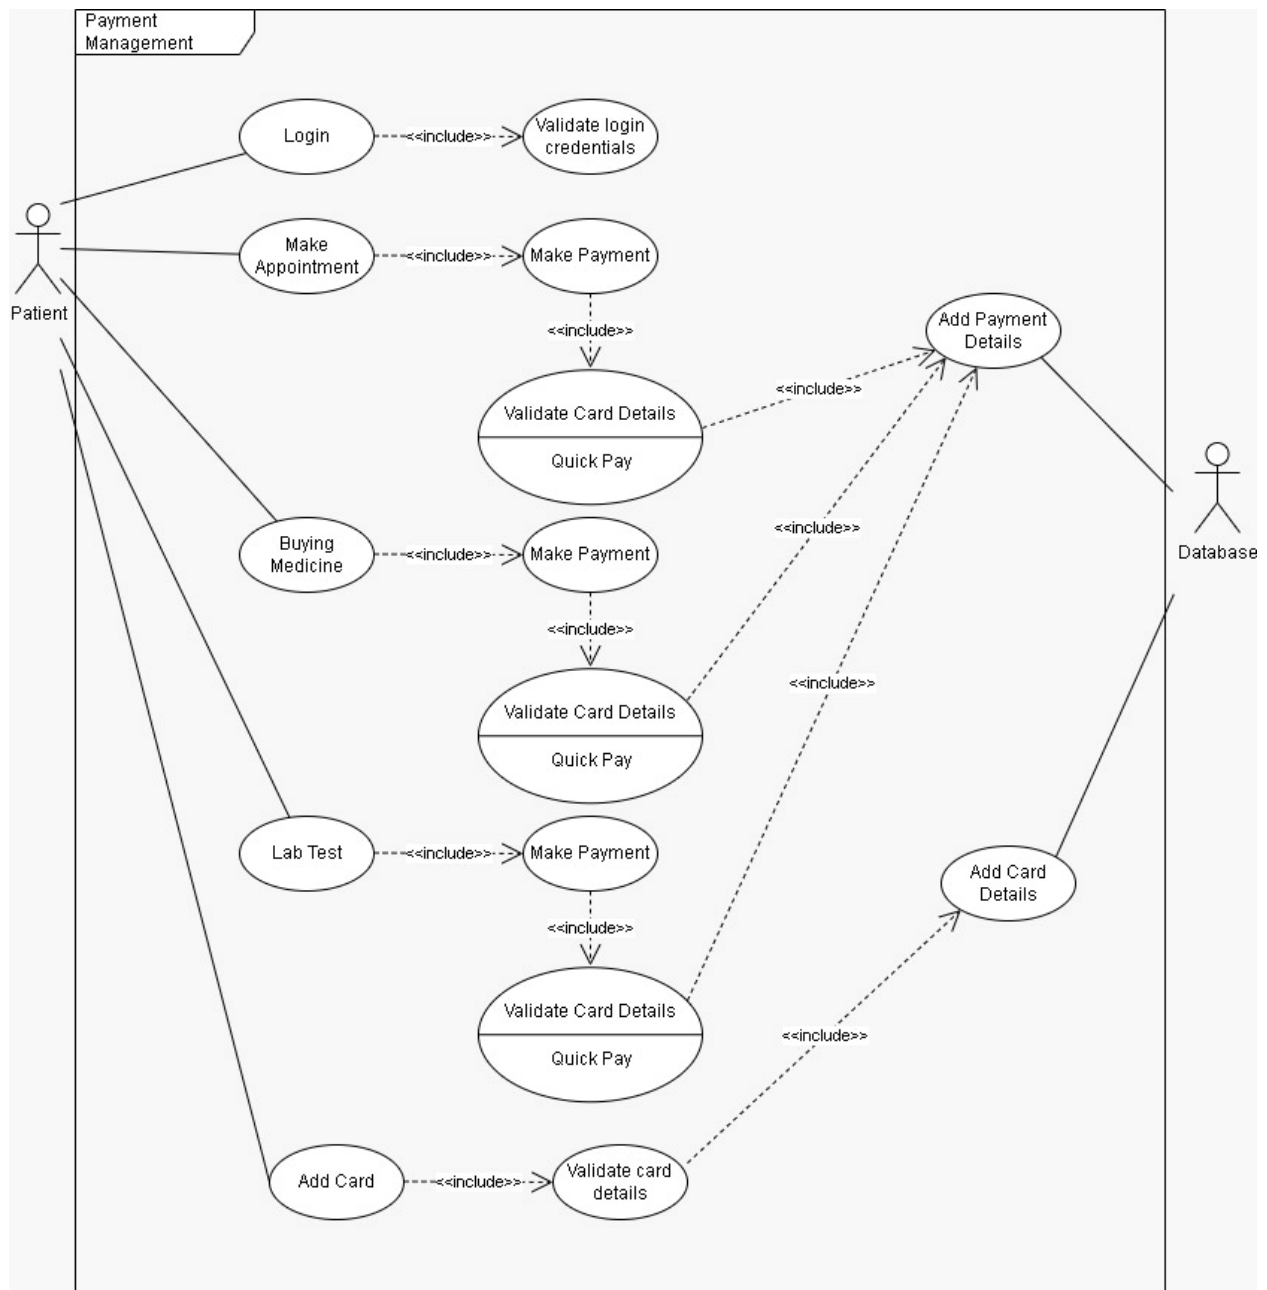 Payment
Management
Login
<<include>>
Validate login
credentials
Make
Appointment
<<include>>
Make Payment
Patient
<<include>>
Add Payment
Details
<<include>>
Validate Card Details
Quick Pay
Buying
Medicine
<<include>>
Make Payment
<<include>>
Database
<<include>>
<<include>>
Validate Card Details
Quick Pay
Lab Test
<<include>>
Make Payment
Add Card
Details
<<include>>
Validate Card Details
Quick Pay
<<include>>
Add Card
<<include>>
Validate card
details